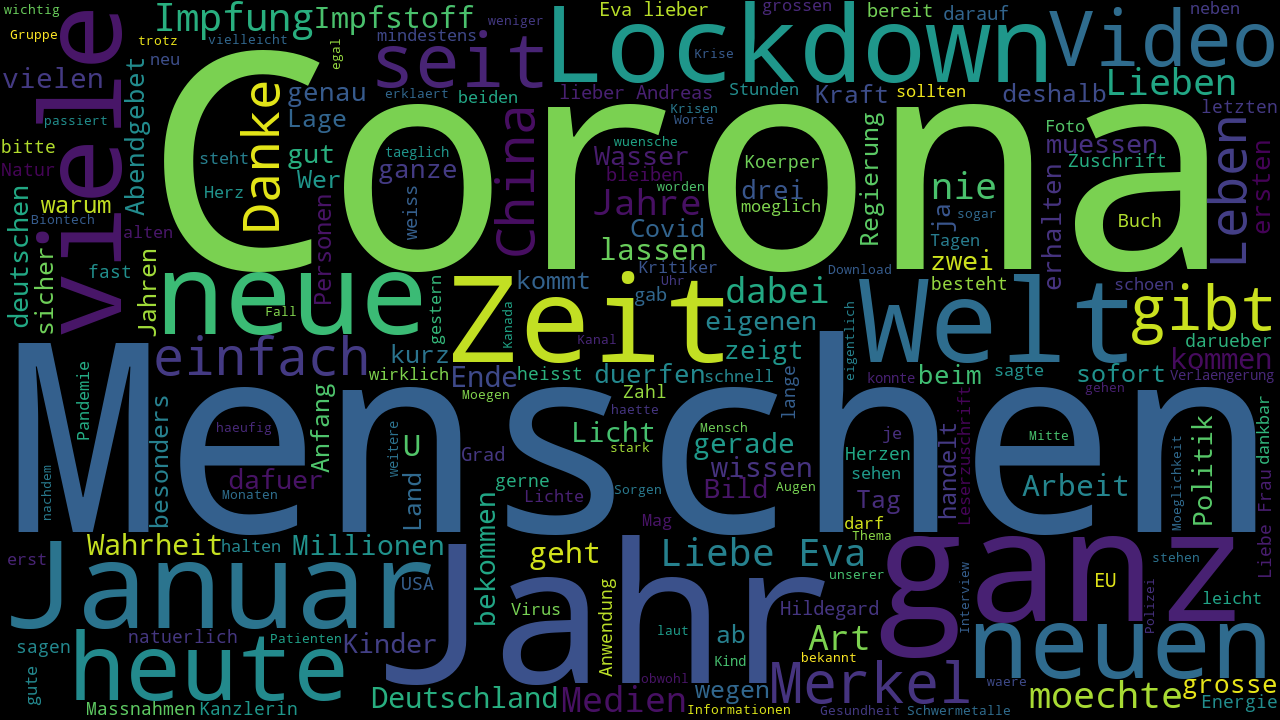 wichtig
Impfung
Impfstoff
Eva lieber
grossen
bereit
darauf
neben
Gruppe
trotz
vielleicht
egal
mindestens
weniger
Lockdown
Video
neu
viele
seit
Krise
vielen
Abendgebet
genau
erklaert
beiden
lieber Andreas
Stunden
Kraft
sollten
deshalb
Lieben
letzten
passiert
Danke
Lage
Corona
China
Krisen
Worte
Regierung
Foto
muessen
Leben
ersten
bitte
steht
gut
taeglich
ganze
Wasser
wuensche
Koerper
Zuschrift
Natur
Herz
Wer
weiss
bleiben
worden
drei
moeglich
nie
erhalten
warum
Jahre
ja
sogar
Buch
deutschen
Biontech
alten
Personen
Covid
Tagen
sicher
Jahren
lassen
zwei
fast
neue
gestern
kommt
Kritiker
Uhr
Download
besteht
schoen
Fall
Zeit
gab
dabei
Welt
gibt
Kanada
eigenen
eigentlich
darueber
einfach
kurz
Kanal
zeigt
kommen
Pandemie
wirklich
Ende
heisst
duerfen
schnell
lange
konnte
beim
sagte
sofort
Verlaengerung
gehen
Menschen
besonders
Anfang
Moegen
haette
Zahl
haeufig
weitere
U
Licht
stark
Mensch
gerade
je
Leserzuschrift
Mitte
Politik
dankbar
nachdem
dafuer
Monaten
Land
Grad
gerne
Lichte
Sorgen
wissen
Bild
Augen
Herzen
sehen
Tag
handelt
Arbeit
Moeglichkeit
bekommen
Mag
darf
Thema
Liebe Frau
erst
Wahrheit
halten
Millionen
geht
Liebe Eva
ganz
stehen
Januar
USA
Jahr
Anwendung
unserer
Interview
EU
Polizei
leicht
Virus
Hildegard
sagen
heute
natuerlich
Patienten
Kinder
laut
ab
Art
neuen
gute
Kind
bekannt
obwohl
Massnahmen
Kanzlerin
Deutschland
Medien
wegen
Informationen
Merkel
Gesundheit
waere
Schwermetalle
moechte
grosse
Energie